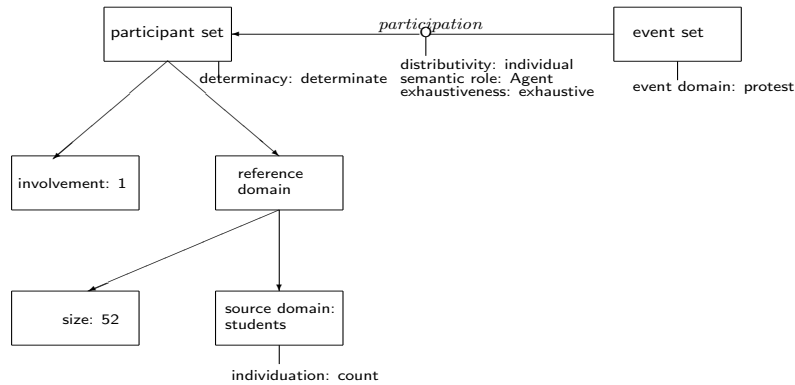 participant set
participation
event set
determinacy: determinate
distributivity: individual
semantic role: Agent
exhaustiveness: exhaustive
event domain: protest
involvement: 1
reference
domain
size: 52
source domain:
students
individuation: count